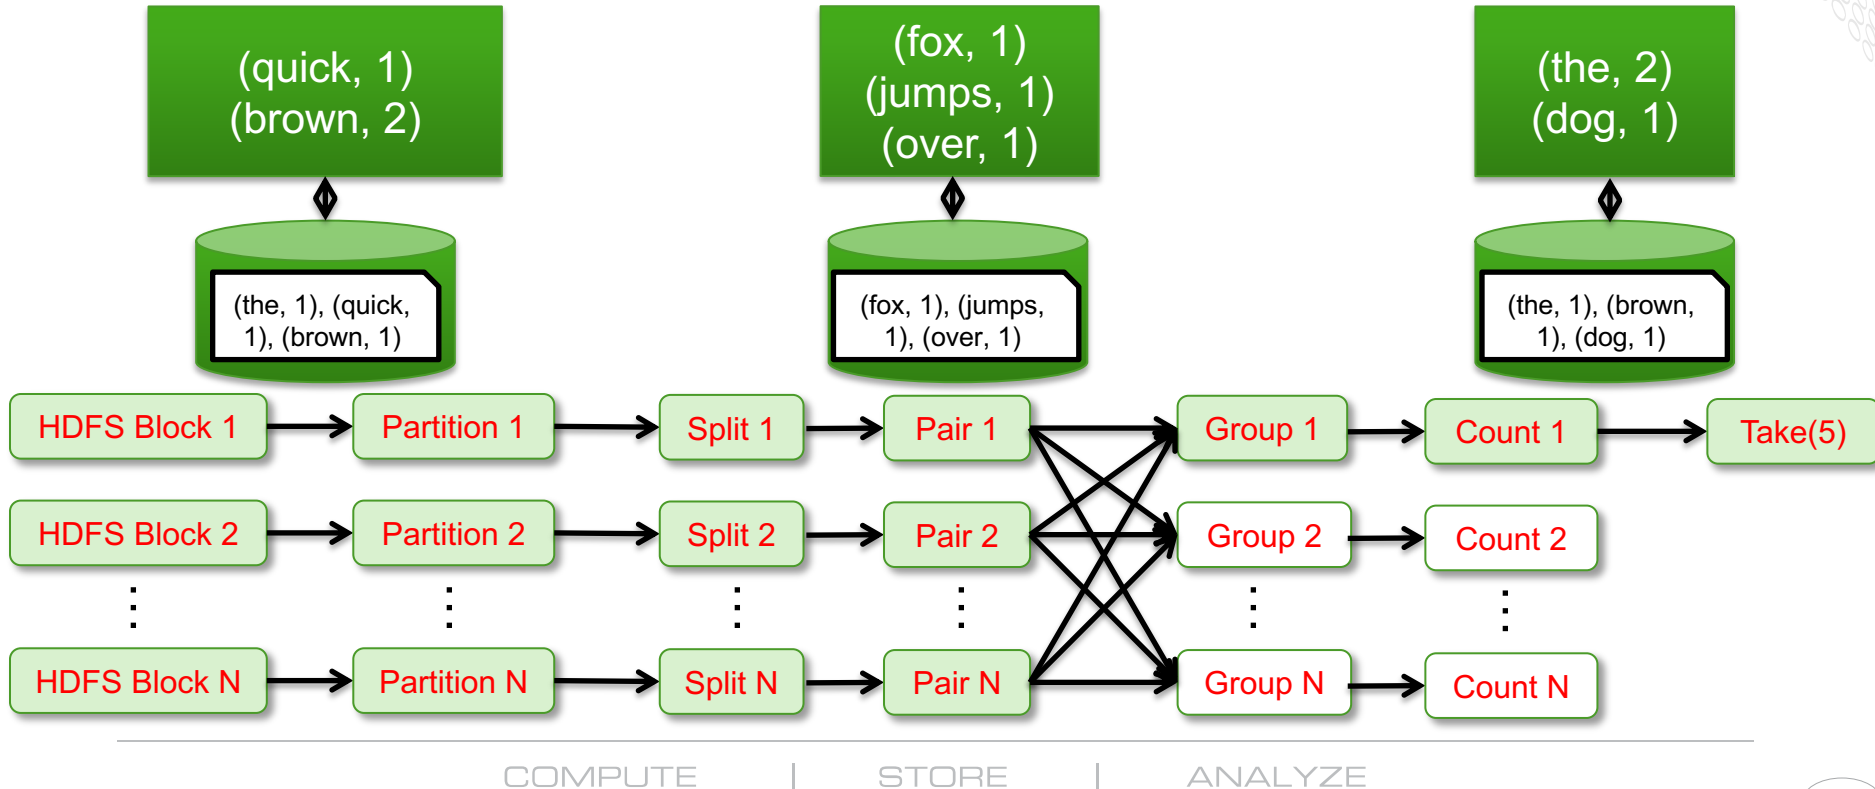 (quick, 1)
(brown, 2)
(fox, 1)
(jumps, 1)
(over, 1)
(the, 2)
(dog, 1)
(the, 1), (quick,
1), (brown, 1)
(fox, 1), (jumps,
1), (over, 1)
(the, 1), (brown,
1), (dog, 1)
HDFS Block 1
Partition 1
Split 1
Pair 1
Group 1
Count 1
Take(5)
HDFS Block 2
Partition 2
Split 2
Pair 2
Group 2
Count 2
HDFS Block N
Partition N
Split N
Pair N
Group N
Count N
COMPUTE | STORE | ANALYZE